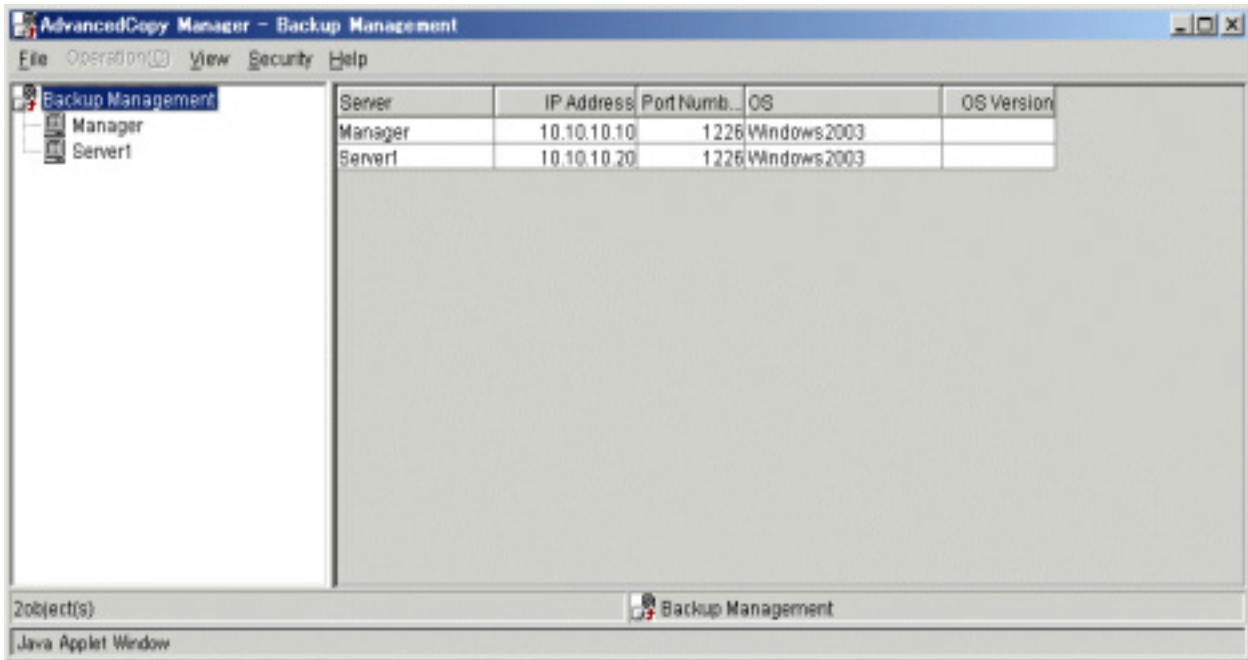 AdvancedCopy Manager - Backup Management
File Operation(O) View Security Help
Backup Management
Manager
Server1
Server IP Address Port Numb... OS OS Version
Manager 10.10.10.10 1226 Windows2003
Server1 10.10.10.20 1226 Windows2003
2object(s) Backup Management
Java Applet Window